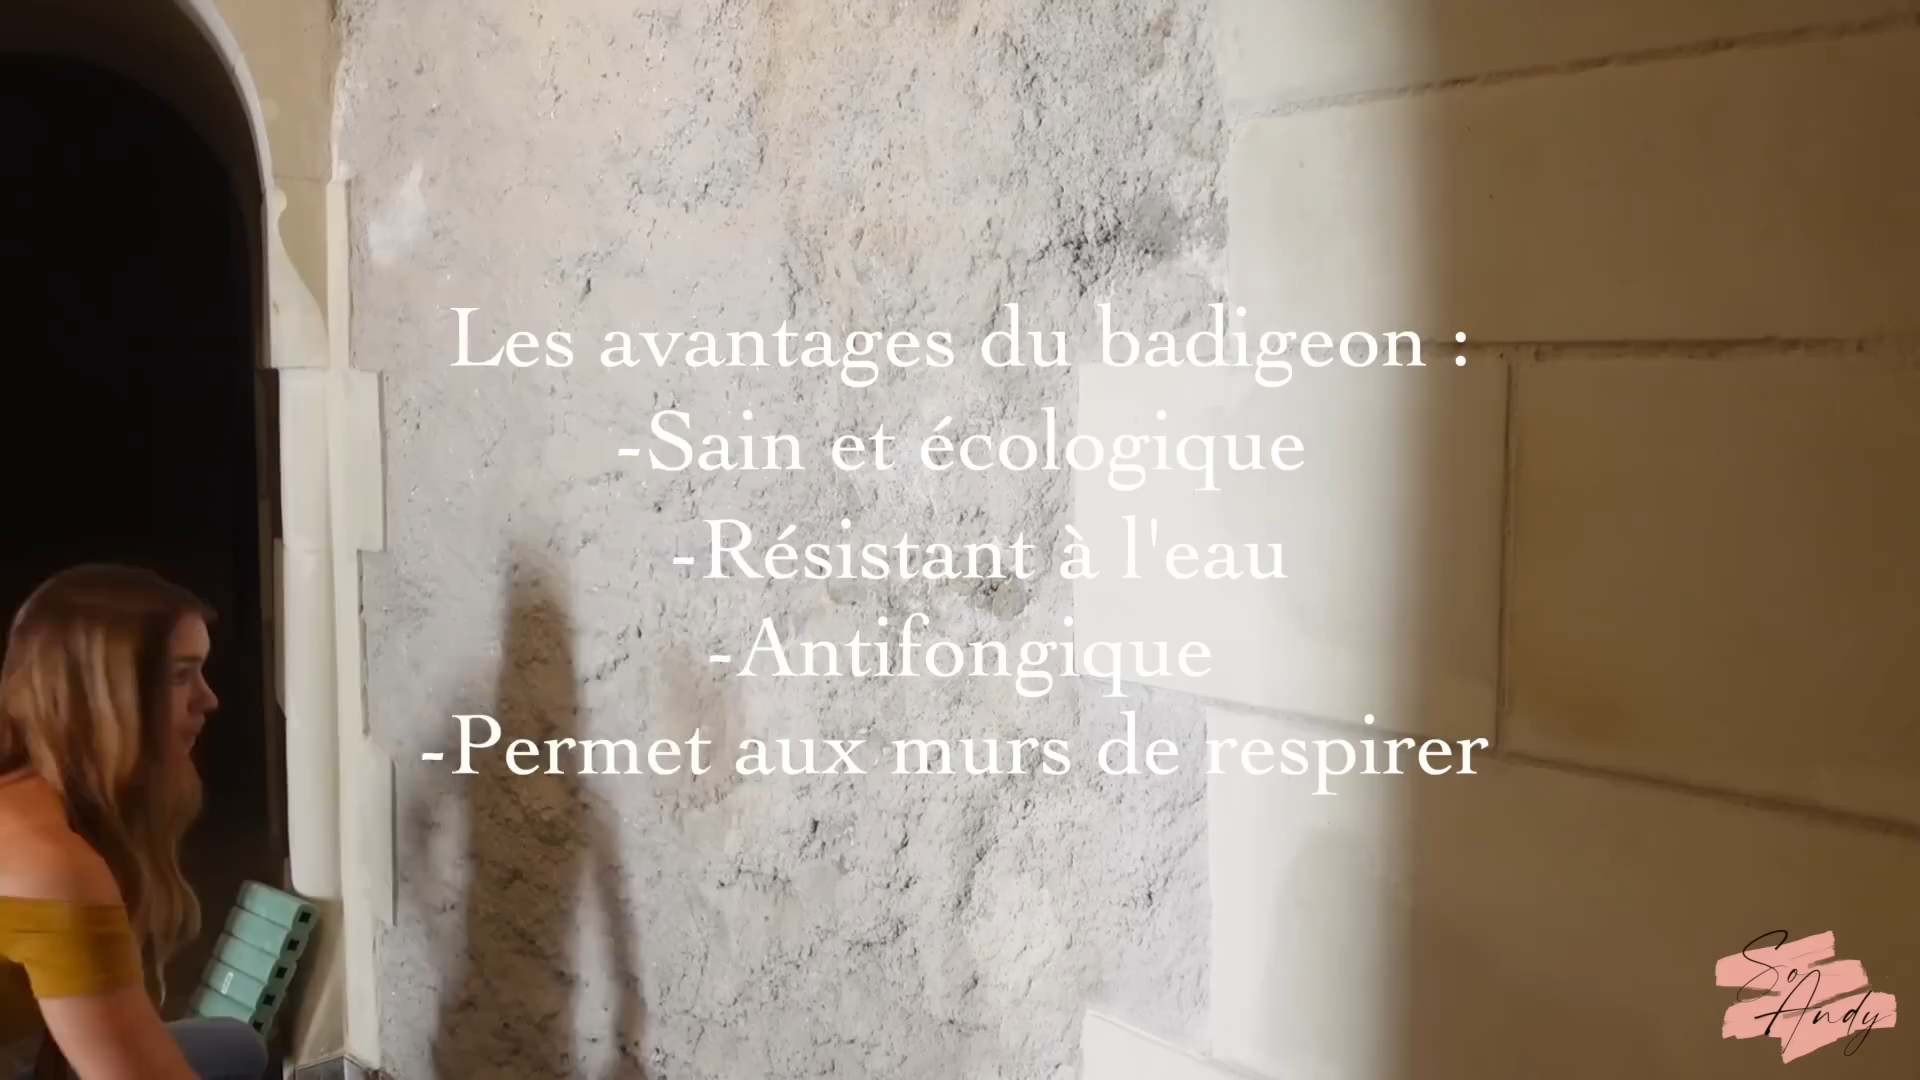 Les avantages du badigeon :
-Sain et écologique
-Résistant à l'eau
-Antifongique
-Permet aux murs de respirer
So
Andy